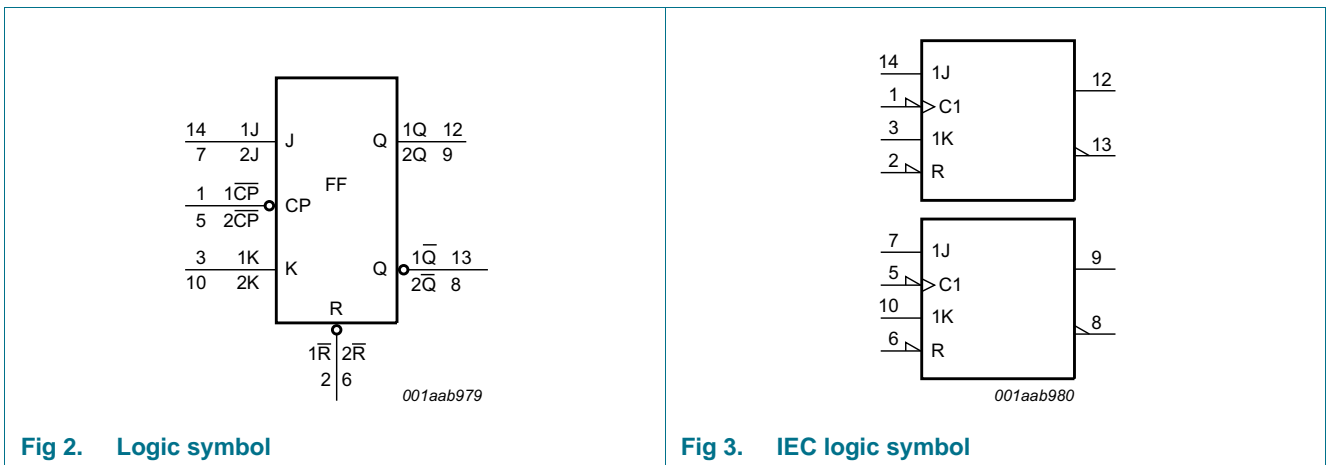 14 1J J Q 1Q 12
7 2J 2Q 9
FF
1 1C̅P̅ CP
5 2C̅P̅
3 1K K Q 1Q̅ 13
10 2K 2Q̅ 8
R
1R̅ 2R̅
2 6
001aab979
Fig 2. Logic symbol
14 1J 12
1 C1
3 1K 13
2 R
7 1J 9
5 C1
10 1K 8
6 R
001aab980
Fig 3. IEC logic symbol